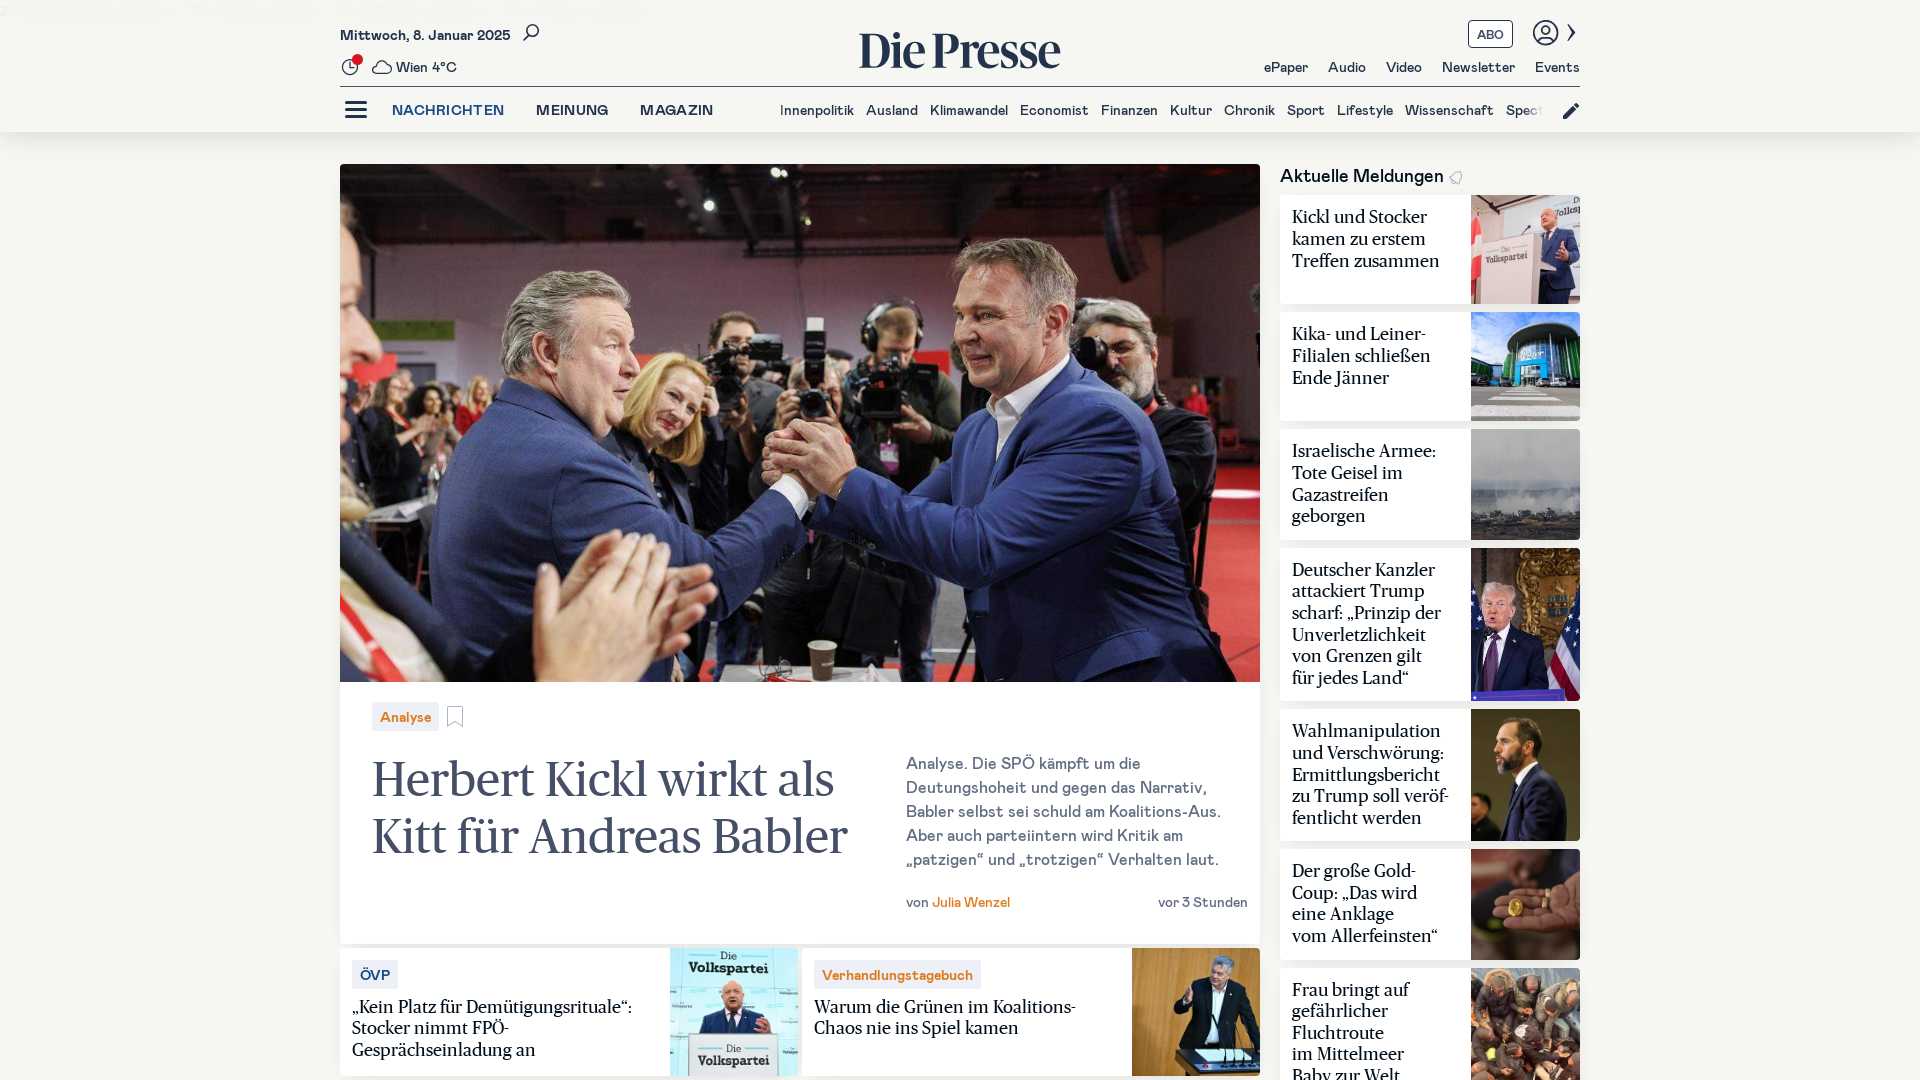 Mittwoch, 8. Januar 2025
Die Presse
ABO
Wien 4°C
ePaper Audio Video Newsletter Events
NACHRICHTEN MEINUNG MAGAZIN
Innenpolitik Ausland Klimawandel Economist Finanzen Kultur Chronik Sport Lifestyle Wissenschaft Spect
Analyse
Herbert Kickl wirkt als
Kitt für Andreas Babler
Analyse. Die SPÖ kämpft um die
Deutungshoheit und gegen das Narrativ,
Babler selbst sei schuld am Koalitions-Aus.
Aber auch parteiintern wird Kritik am
„patzigen“ und „trotzigen“ Verhalten laut.
von Julia Wenzel
vor 3 Stunden
ÖVP
„Kein Platz für Demütigungsrituale“:
Stocker nimmt FPÖ-
Gesprächseinladung an
Die
Volkspartei
Die
Volkspartei
Verhandlungstagebuch
Warum die Grünen im Koalitions-
Chaos nie ins Spiel kamen
Aktuelle Meldungen
Kickl und Stocker
kamen zu erstem
Treffen zusammen
Die
Volkspartei
Kika- und Leiner-
Filialen schließen
Ende Jänner
Israelische Armee:
Tote Geisel im
Gazastreifen
geborgen
Deutscher Kanzler
attackiert Trump
scharf: „Prinzip der
Unverletzlichkeit
von Grenzen gilt
für jedes Land“
Wahlmanipulation
und Verschwörung:
Ermittlungsbericht
zu Trump soll veröf-
fentlicht werden
Der große Gold-
Coup: „Das wird
eine Anklage
vom Allerfeinsten“
Frau bringt auf
gefährlicher
Fluchtroute
im Mittelmeer
Baby zur Welt